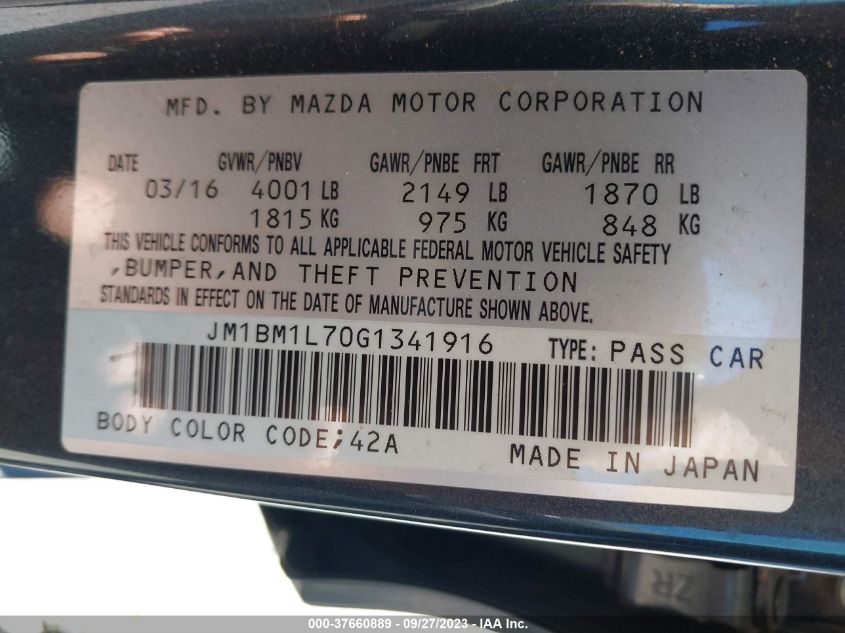 MFD. BY MAZDA MOTOR CORPORATION
DATE GVWR/PNBV GAWR/PNBE FRT GAWR/PNBE RR
03/16 4001 LB 2149 LB 1870 LB
1815 KG 975 KG 848 KG
THIS VEHICLE CONFORMS TO ALL APPLICABLE FEDERAL MOTOR VEHICLE SAFETY
,BUMPER,AND THEFT PREVENTION
STANDARDS IN EFFECT ON THE DATE OF MANUFACTURE SHOWN ABOVE.
JM1BM1L70G1341916 TYPE: PASS CAR
BODY COLOR CODE;42A
MADE IN JAPAN
ZR
000-37660889 - 09/27/2023 - IAA Inc.